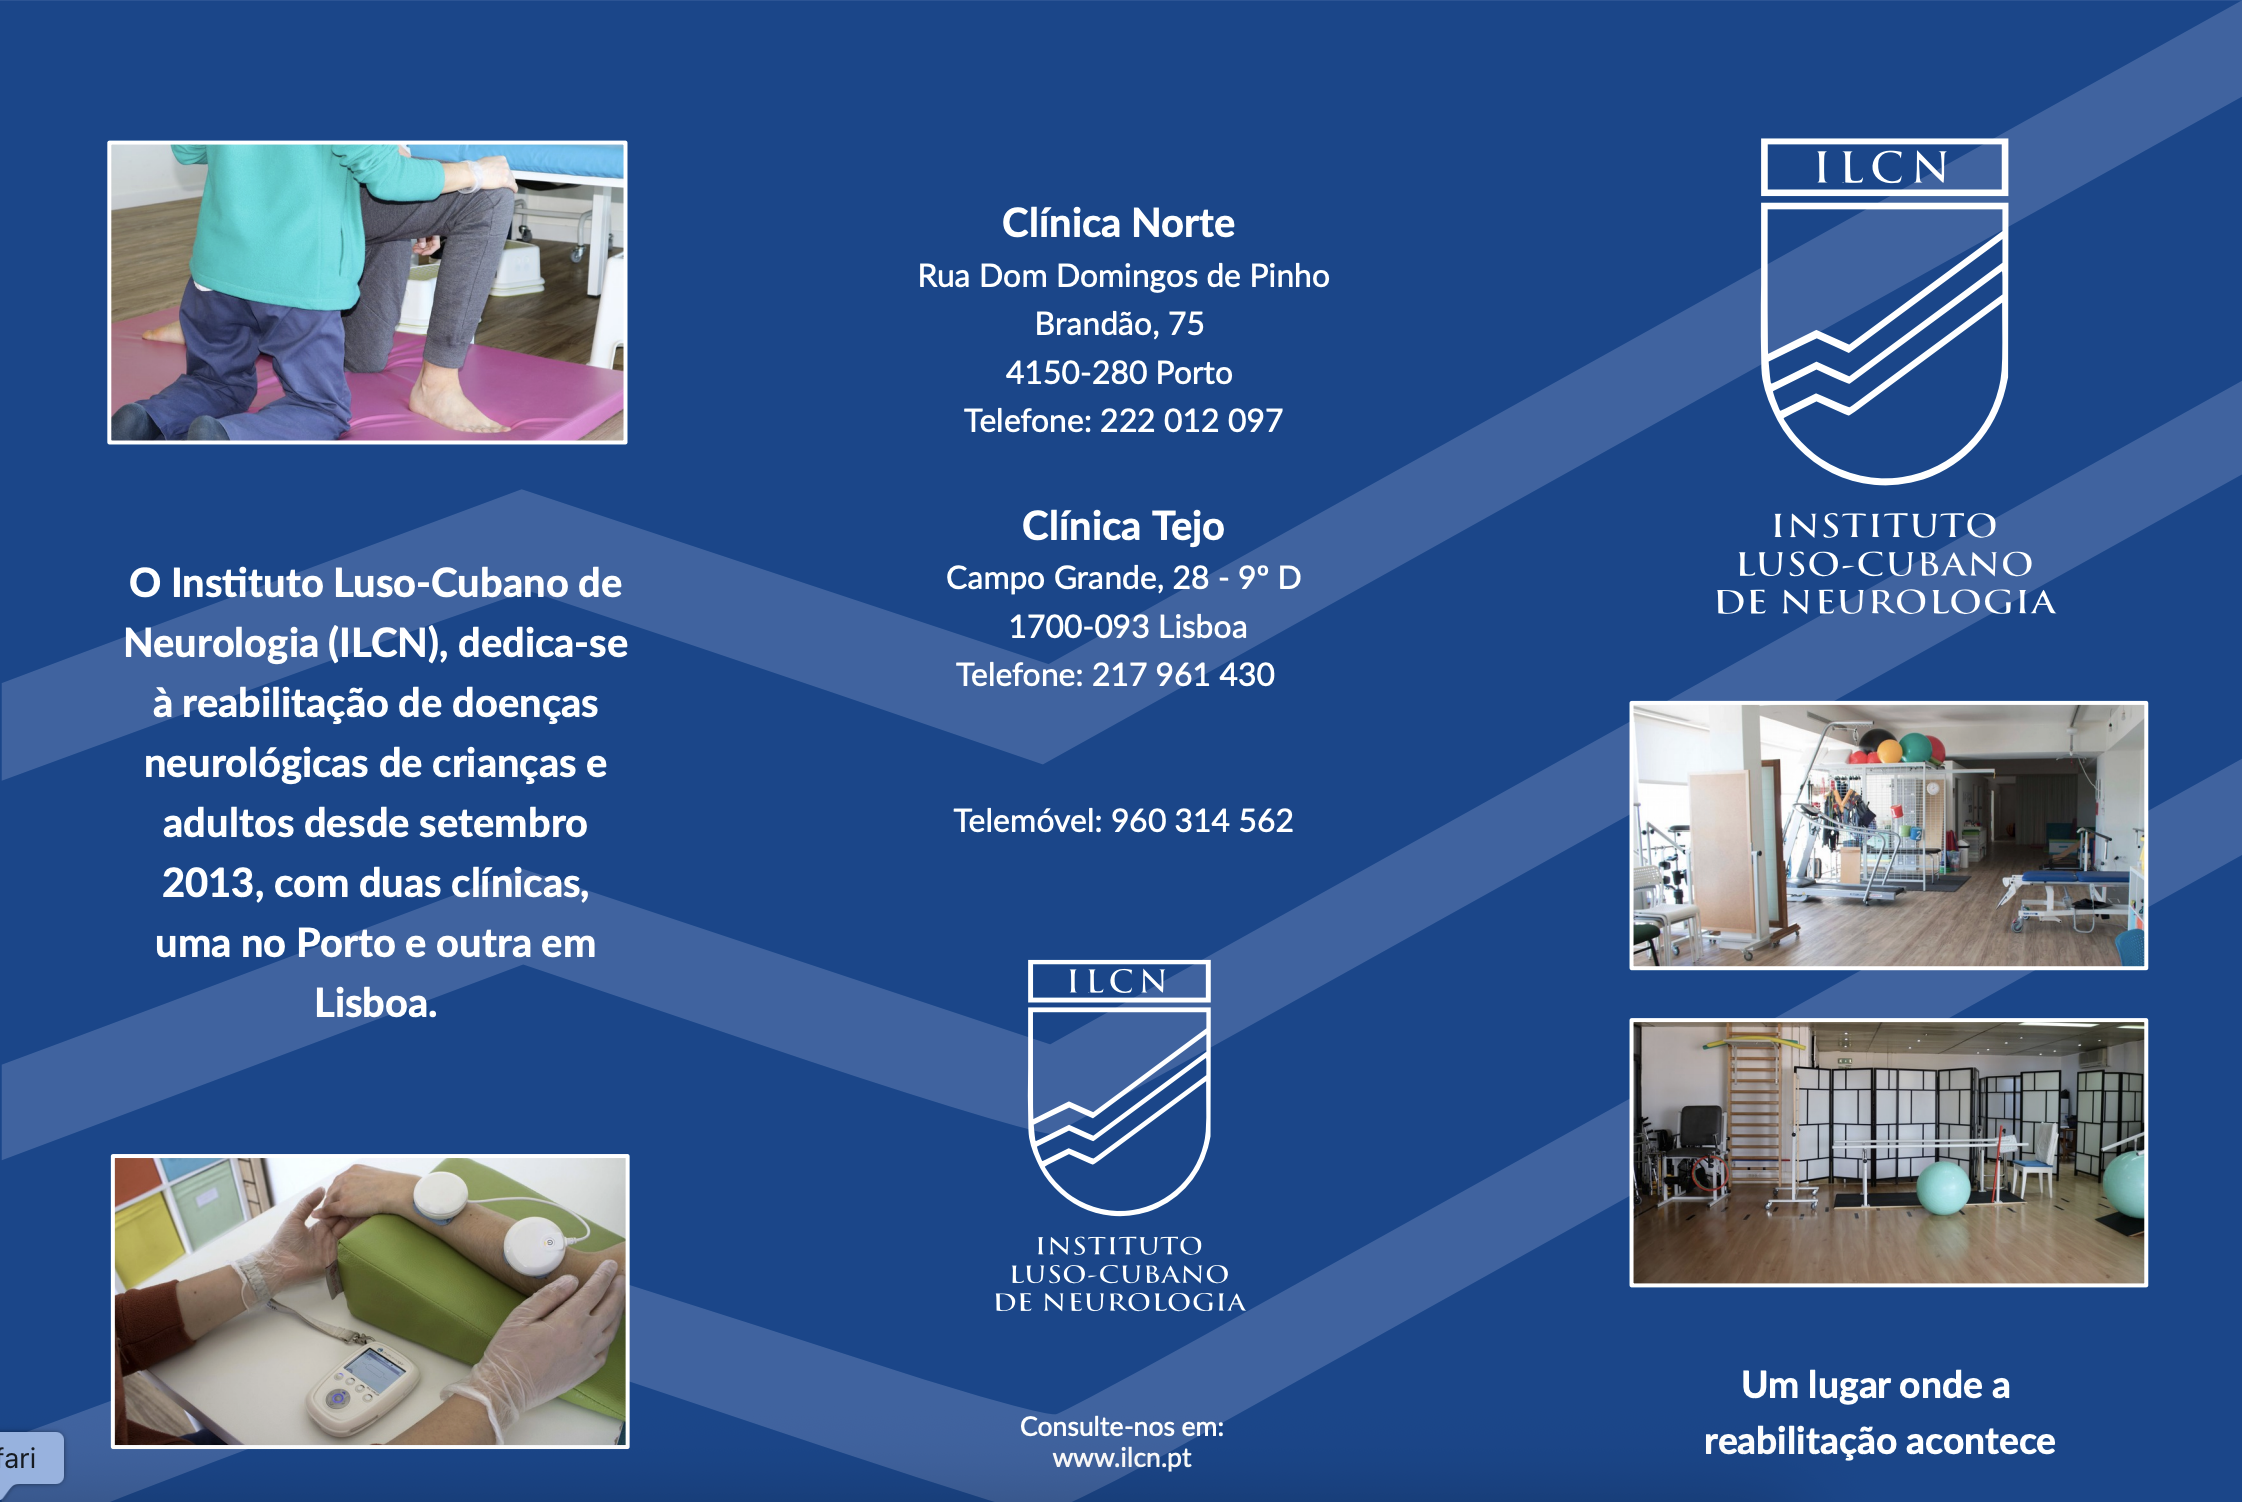 O Instituto Luso-Cubano de
Neurologia (ILCN), dedica-se
à reabilitação de doenças
neurológicas de crianças e
adultos desde setembro
2013, com duas clínicas,
uma no Porto e outra em
Lisboa.
fari
Clínica Norte
Rua Dom Domingos de Pinho
Brandão, 75
4150-280 Porto
Telefone: 222 012 097
Clínica Tejo
Campo Grande, 28 - 9º D
1700-093 Lisboa
Telefone: 217 961 430
Telemóvel: 960 314 562
ILCN
INSTITUTO
LUSO-CUBANO
DE NEUROLOGIA
Consulte-nos em:
www.ilcn.pt
ILCN
INSTITUTO
LUSO-CUBANO
DE NEUROLOGIA
Um lugar onde a
reabilitação acontece